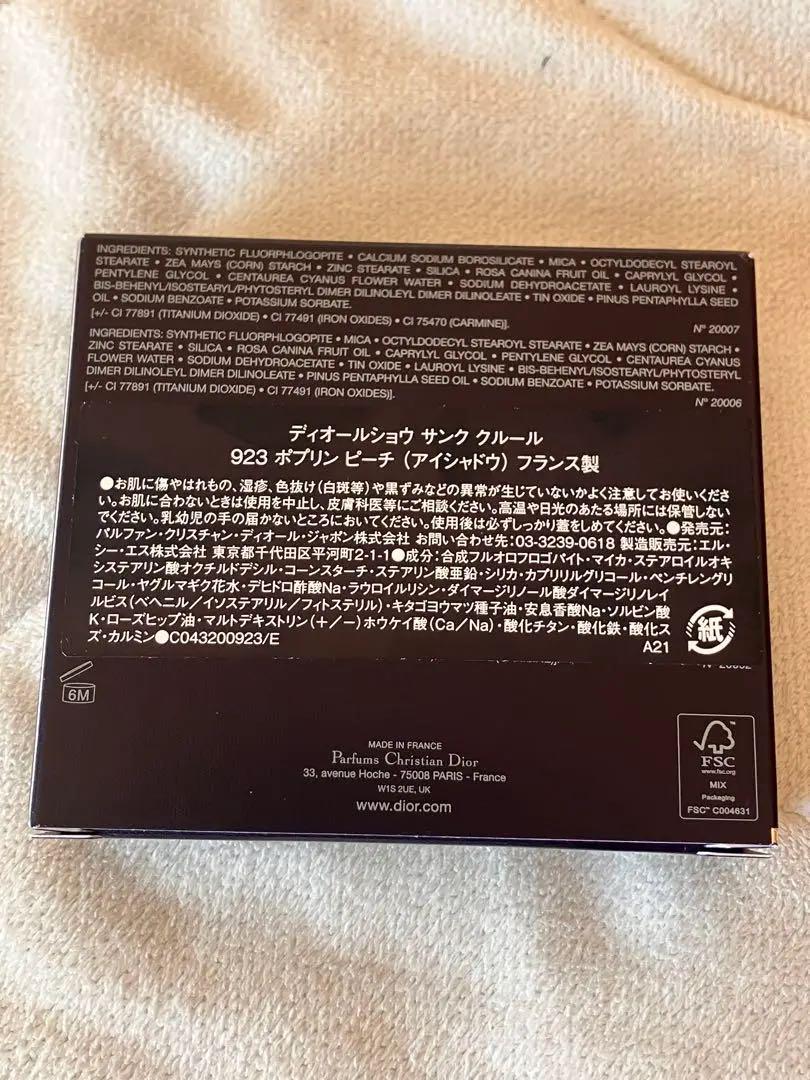 INGREDIENTS: SYNTHETIC FLUORPHLOGOPITE • CALCIUM SODIUM BOROSILICATE • MICA • OCTYLDODECYL STEAROYL
STEARATE • ZEA MAYS (CORN) STARCH • ZINC STEARATE • SILICA • ROSA CANINA FRUIT OIL • CAPRYLYL GLYCOL •
PENTYLENE GLYCOL • CENTAUREA CYANUS FLOWER WATER • SODIUM DEHYDROACETATE • LAUROYL LYSINE •
BIS-BEHENYL/ISOSTEARYL/PHYTOSTERYL DIMER DILINOLEYL DIMER DILINOLEATE • TIN OXIDE • PINUS PENTAPHYLLA SEED
OIL • SODIUM BENZOATE • POTASSIUM SORBATE.
[+/- CI 77891 (TITANIUM DIOXIDE) • CI 77491 (IRON OXIDES) • CI 75470 (CARMINE)].
N° 20007
INGREDIENTS: SYNTHETIC FLUORPHLOGOPITE • MICA • OCTYLDODECYL STEAROYL STEARATE • ZEA MAYS (CORN) STARCH •
ZINC STEARATE • SILICA • ROSA CANINA FRUIT OIL • CAPRYLYL GLYCOL • PENTYLENE GLYCOL • CENTAUREA CYANUS
FLOWER WATER • SODIUM DEHYDROACETATE • TIN OXIDE • LAUROYL LYSINE • BIS-BEHENYL/ISOSTEARYL/PHYTOSTERYL
DIMER DILINOLEYL DIMER DILINOLEATE • PINUS PENTAPHYLLA SEED OIL • SODIUM BENZOATE • POTASSIUM SORBATE.
[+/- CI 77891 (TITANIUM DIOXIDE) • CI 77491 (IRON OXIDES)].
N° 20006
ディオールショウ サンク クルール
923 ポプリン ピーチ (アイシャドウ) フランス製
●お肌に傷やはれもの、湿疹、色抜け(白斑等)や黒ずみなどの異常が生じていないかよく注意してお使いくださ
い。お肌に合わないときは使用を中止し、皮膚科医等にご相談ください。高温や日光のあたる場所には保管しない
でください。乳幼児の手の届かないところにおいてください。使用後は必ずしっかり蓋をしめてください。●発売元:
パルファン・クリスチャン・ディオール・ジャポン株式会社 お問い合わせ先:03-3239-0618 製造販売元:エル・
シー・エス株式会社 東京都千代田区平河町2-1-1●成分:合成フルオロフロゴパイト・マイカ・ステアロイルオキ
システアリン酸オクチルドデシル・コーンスターチ・ステアリン酸亜鉛・シリカ・カプリリルグリコール・ペンチレングリ
コール・ヤグルマギク花水・デヒドロ酢酸Na・ラウロイルリシン・ダイマージリノール酸ダイマージリノレイ
ルビス(ベヘニル/イソステアリル/フィトステリル)・キタゴヨウマツ種子油・安息香酸Na・ソルビン酸
K・ローズヒップ油・マルトデキストリン(+/-)ホウケイ酸(Ca/Na)・酸化チタン・酸化鉄・酸化ス
ズ・カルミン●C043200923/E
A21
紙
6M
MADE IN FRANCE
Parfums Christian Dior
33, avenue Hoche - 75008 PARIS - France
W1S 2UE, UK
www.dior.com
FSC
www.fsc.org
MIX
Packaging
FSC™ C004631